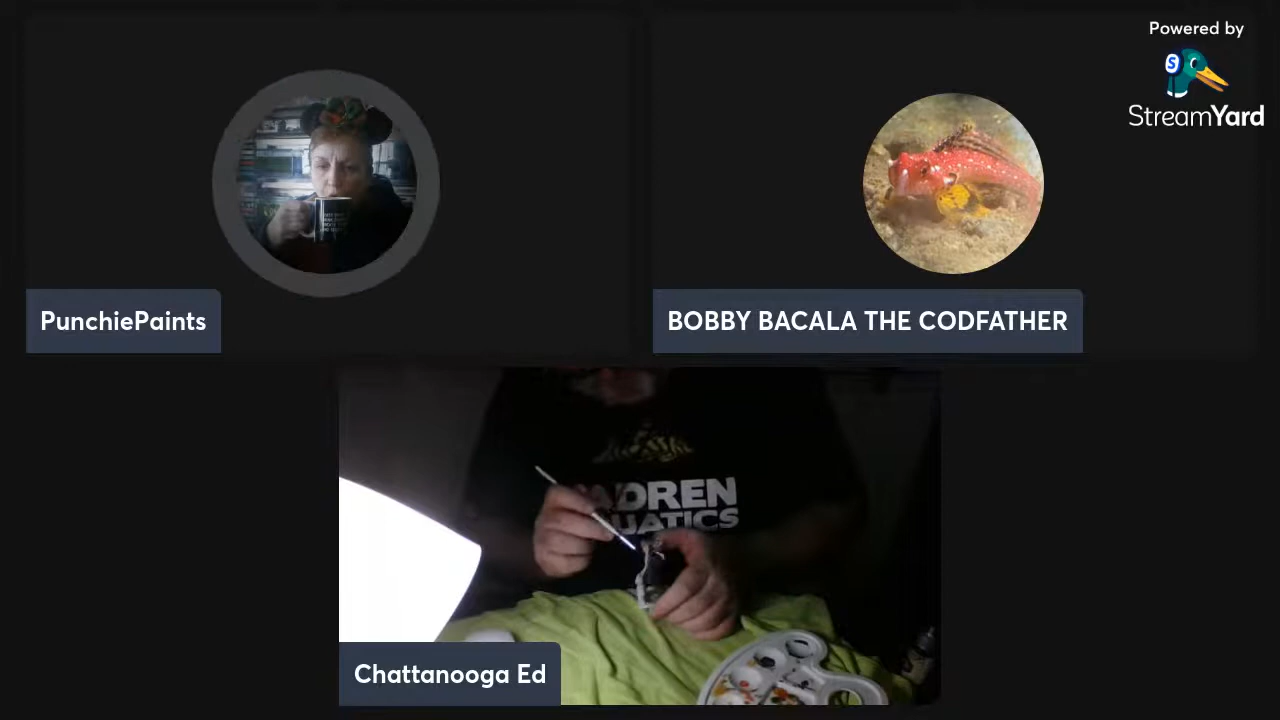 Powered by
StreamYard
PunchiePaints
BOBBY BACALA THE CODFATHER
Chattanooga Ed